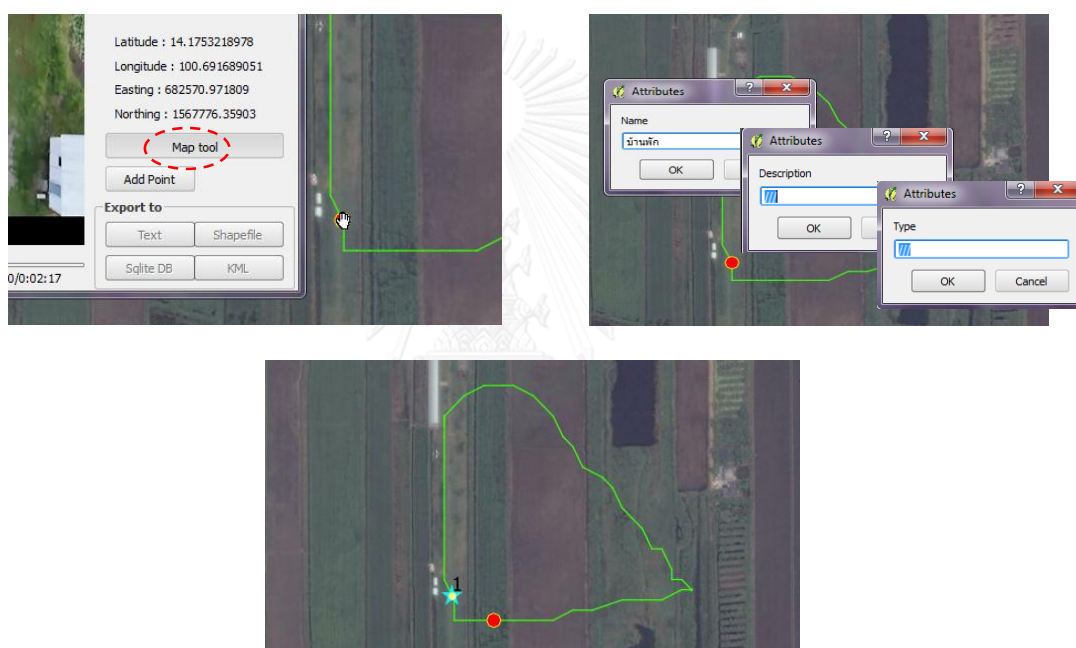 Latitude : 14.1753218978
Longitude : 100.691689051
Easting : 682570.971809
Northing : 1567776.35903
Map tool
Add Point
Export to
Text Shapefile
Sqlite DB KML
0/0:02:17
Attributes
Name
บ้านพัก
OK
Attributes
Description
///
OK
Attributes
Type
///
OK Cancel
1